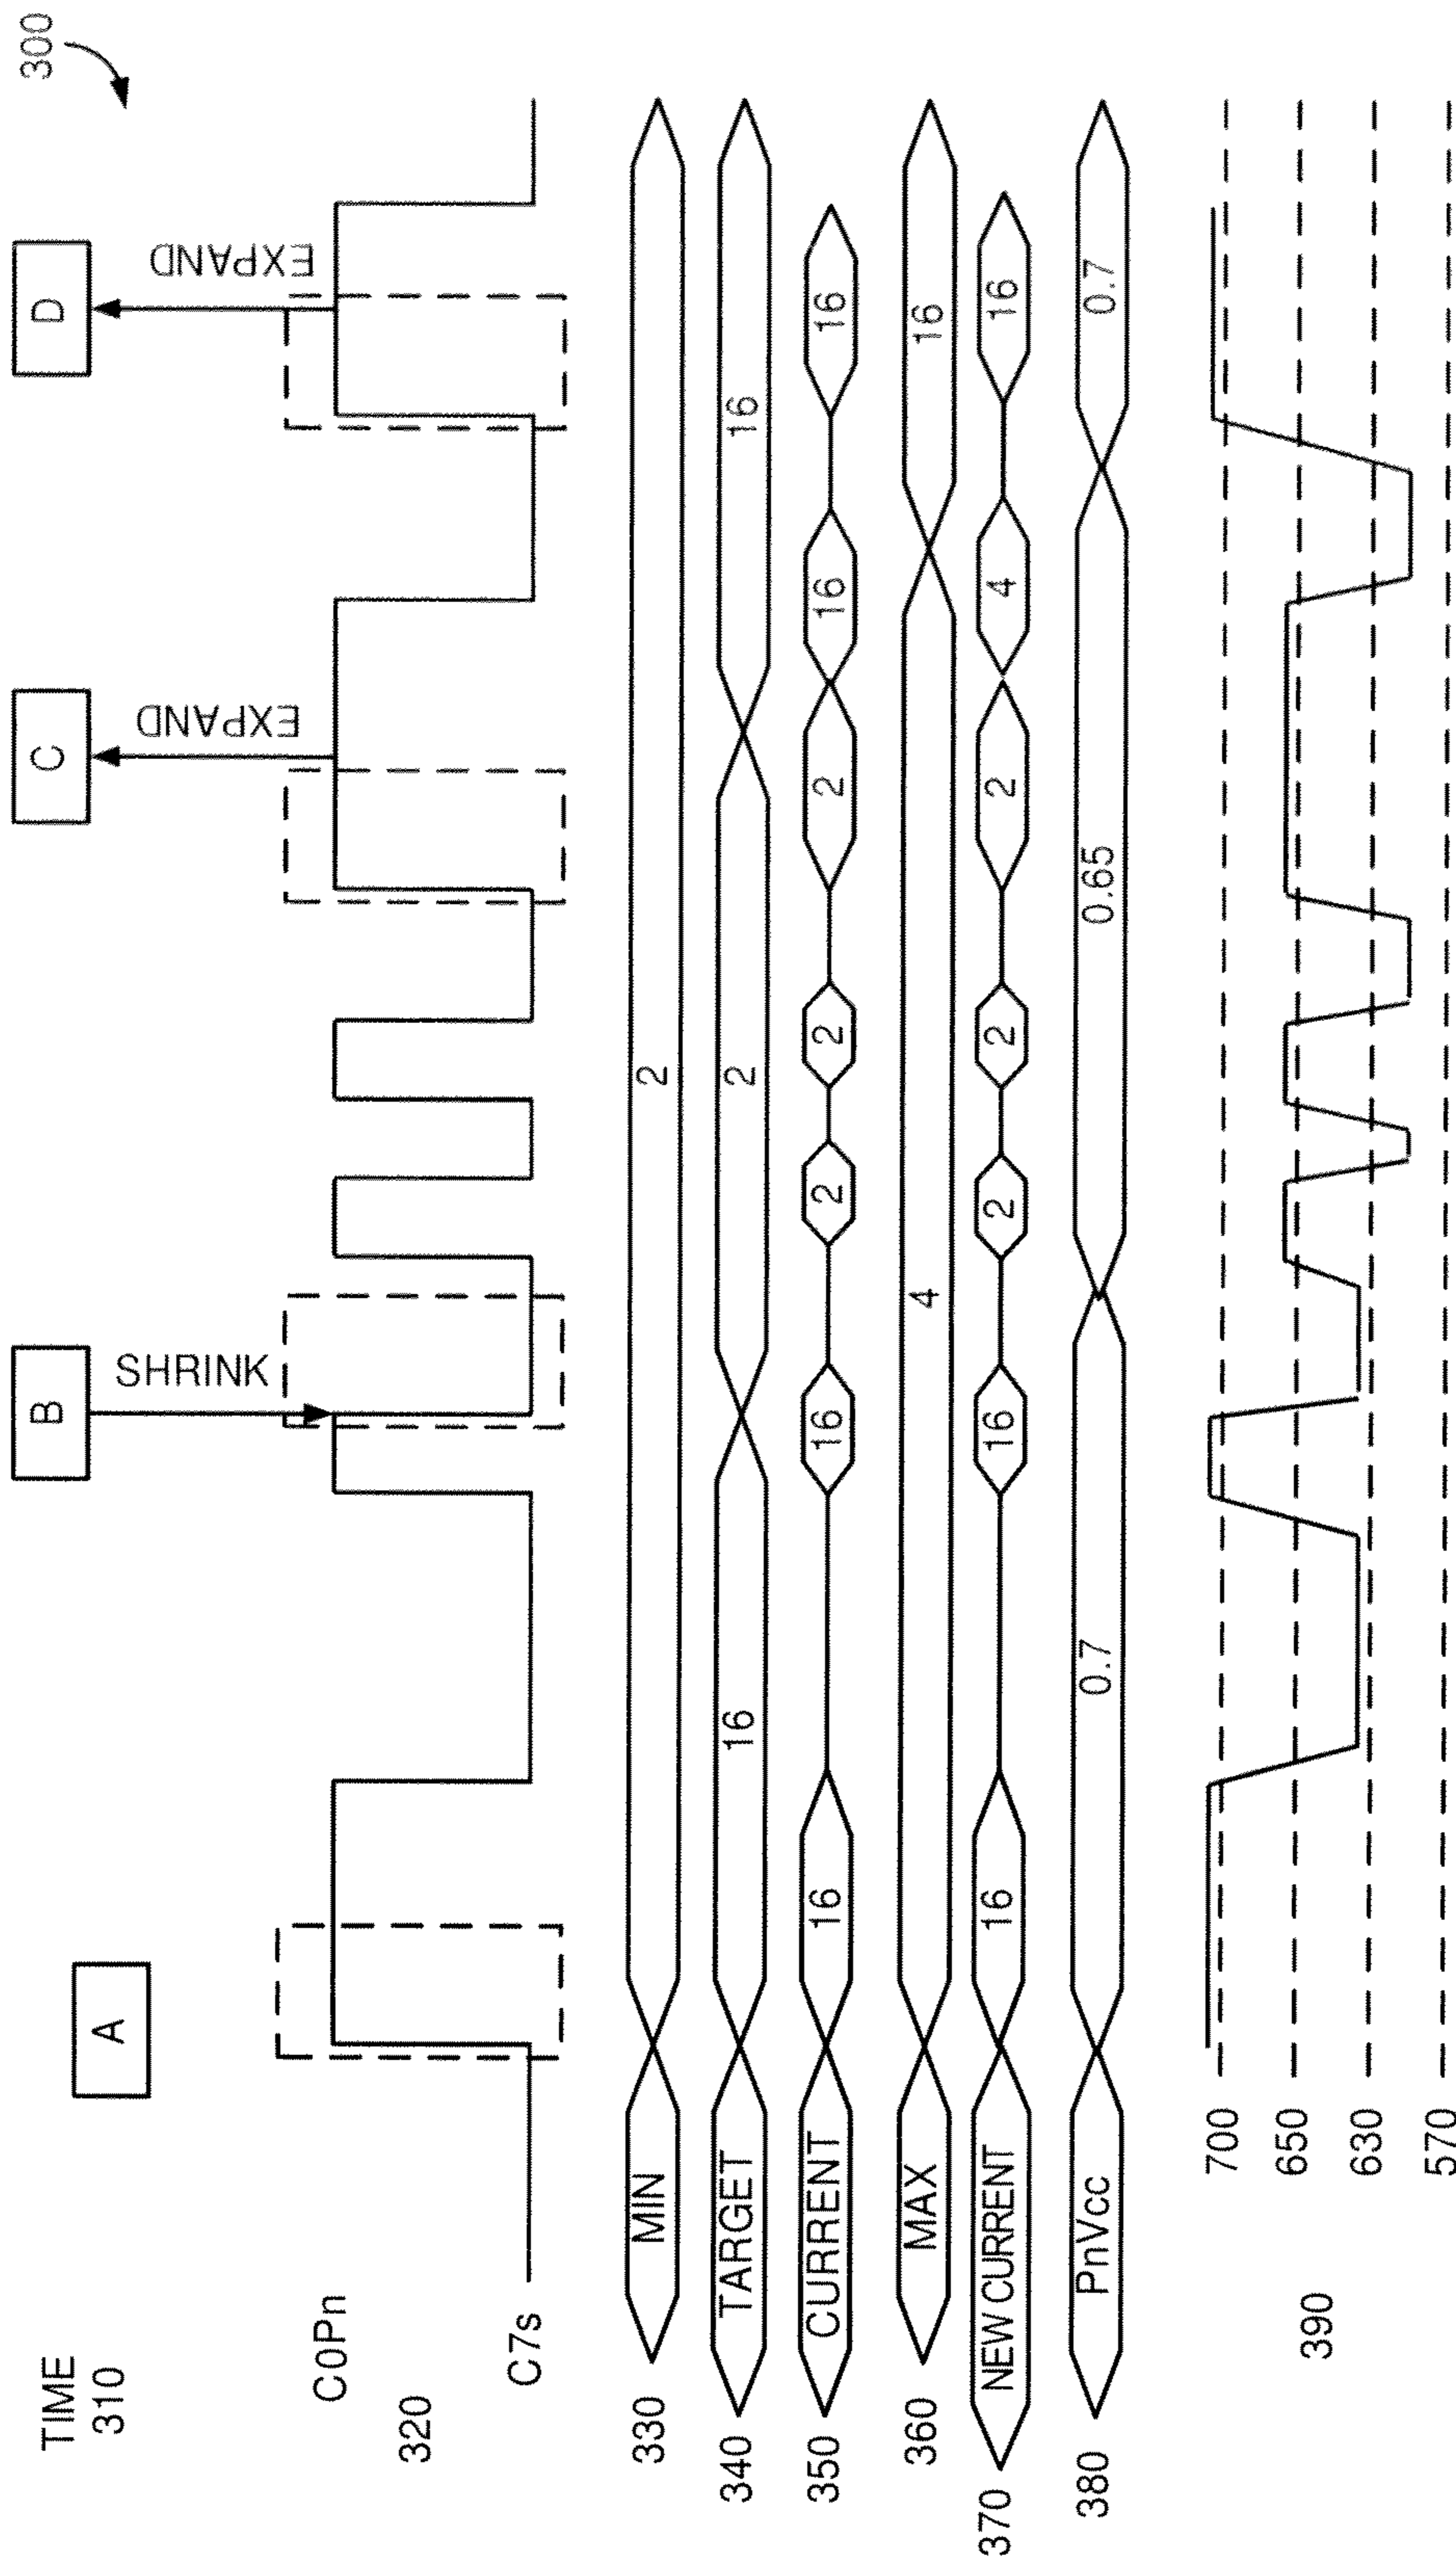 300
TIME
310
A
B
C
D
SHRINK
EXPAND
EXPAND
C0Pn
320
C7s
330
MIN
2
340
TARGET
16
2
16
350
CURRENT
16
16
2
2
2
16
16
360
MAX
4
16
370
NEW CURRENT
16
16
2
2
2
4
16
380
PnVcc
0.7
0.65
0.7
390
700
650
630
570